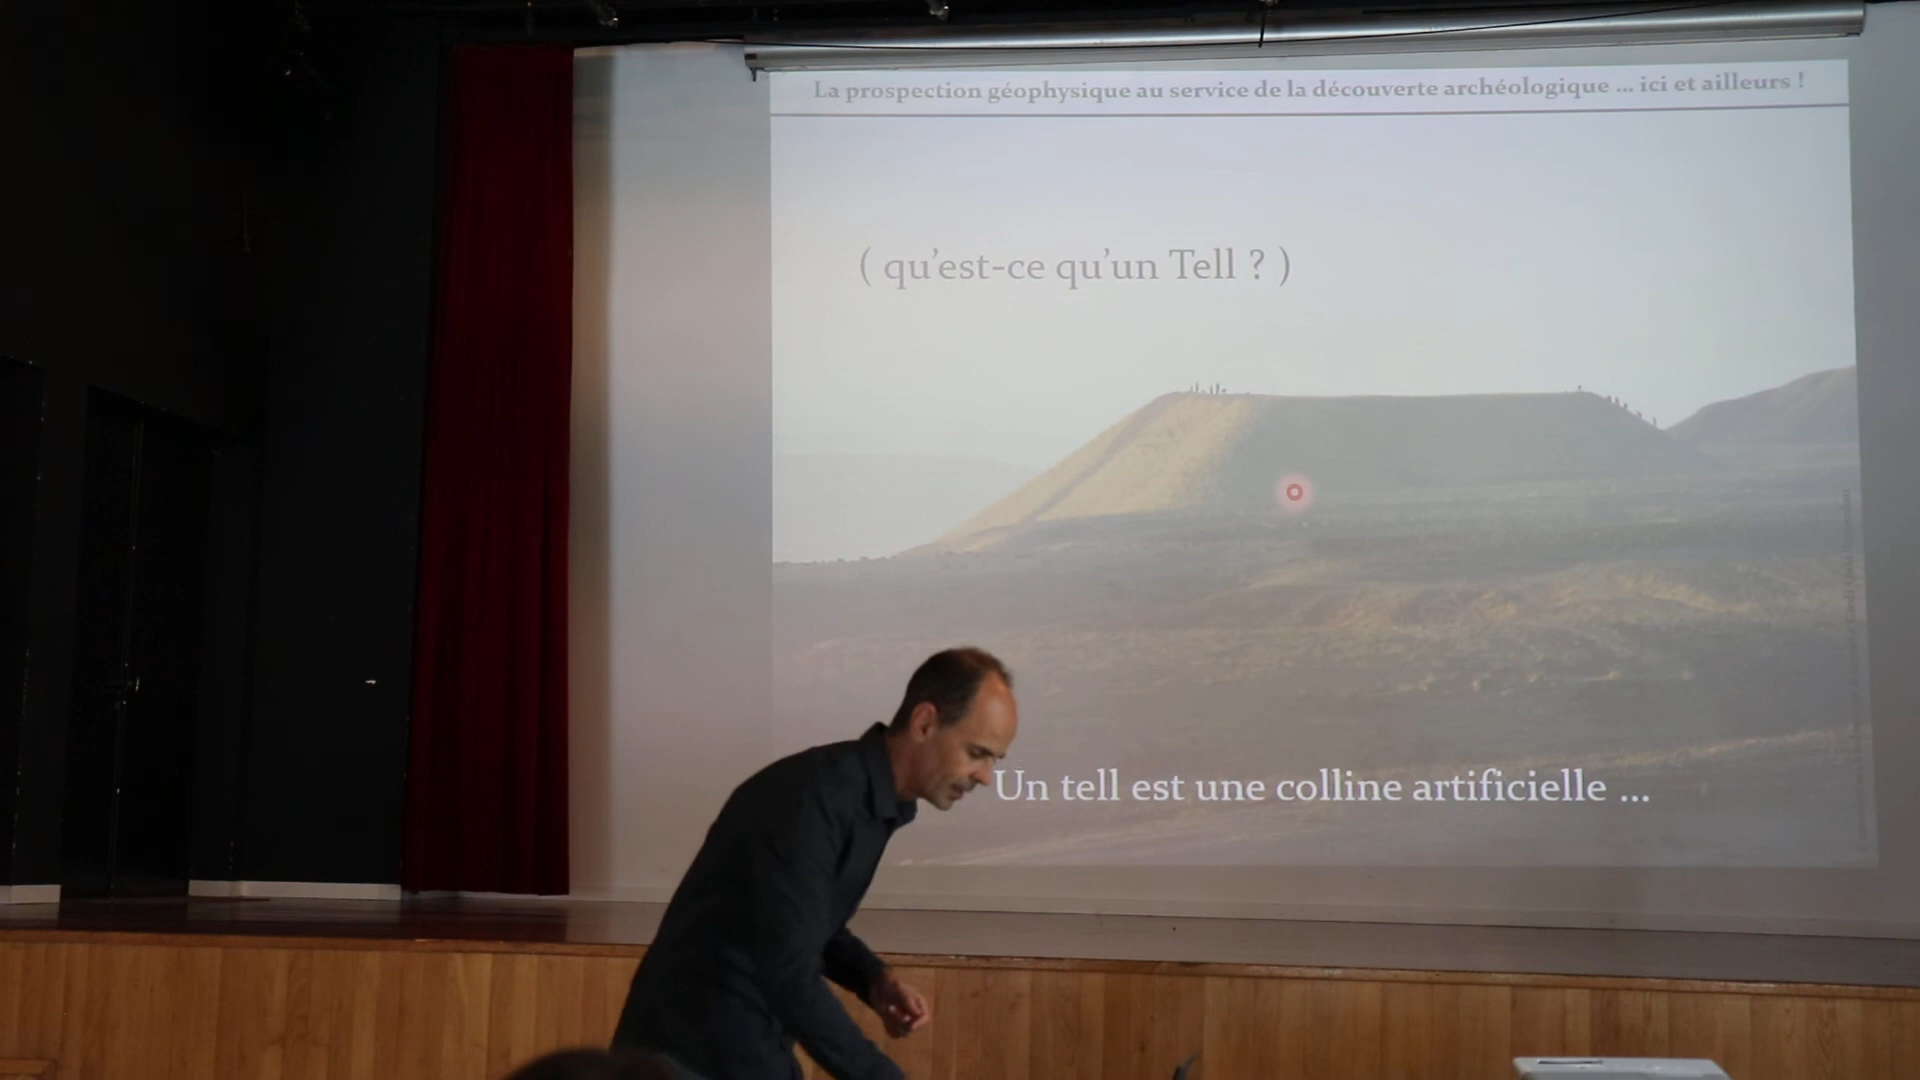 La prospection géophysique au service de la découverte archéologique ... ici et ailleurs !
( qu’est-ce qu’un Tell ? )
Un tell est une colline artificielle ...